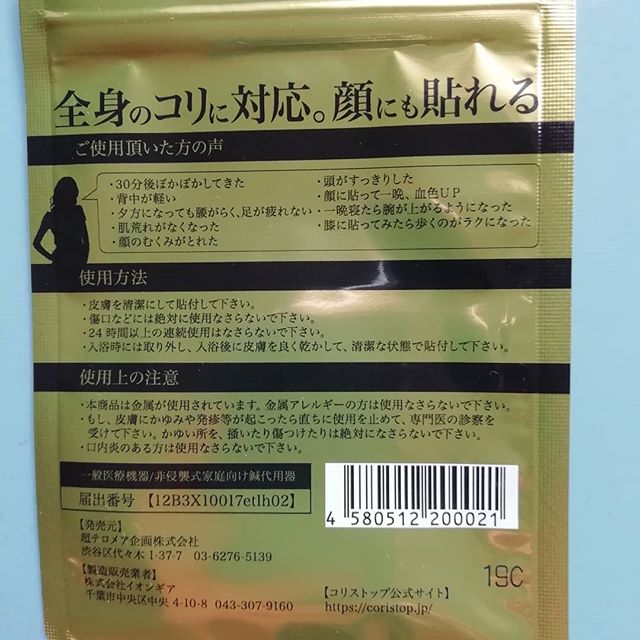 全身のコリに対応。顔にも貼れる
ご使用頂いた方の声
・30分後ぽかぽかしてきた
・背中が軽い
・夕方になっても腰がらく、足が疲れない
・肌荒れがなくなった
・顔のむくみがとれた
・頭がすっきりした
・顔に貼って一晩、血色UP
・一晩寝たら腕が上がるようになった
・膝に貼ってみたら歩くのがラクになった
使用方法
・皮膚を清潔にして貼付して下さい。
・傷口などには絶対に使用なさらないで下さい。
・24時間以上の連続使用はなさらないで下さい。
・入浴時には取り外し、入浴後に皮膚を良く乾かして、清潔な状態で貼付して下さい。
使用上の注意
・本商品は金属が使用されています。金属アレルギーの方は使用なさらないで下さい。
・もし、皮膚にかゆみや発疹等が起こったら直ちに使用を止めて、専門医の診察を
受けて下さい。かゆい所を、掻いたり傷つけたりは絶対になさらないで下さい。
・口内炎のある方は使用なさらないで下さい。
一般医療機器/非侵襲式家庭向け鍼代用器
届出番号 【12B3X10017etlh02】
【発売元】
超テロメア企画株式会社
渋谷区代々木 1-37-7 03-6276-5139
【製造販売業者】
株式会社イオンギア
千葉市中央区中央 4-10-8 043-307-9160
4 580512 200021
19C
【コリストップ公式サイト】
https://coristop.jp/